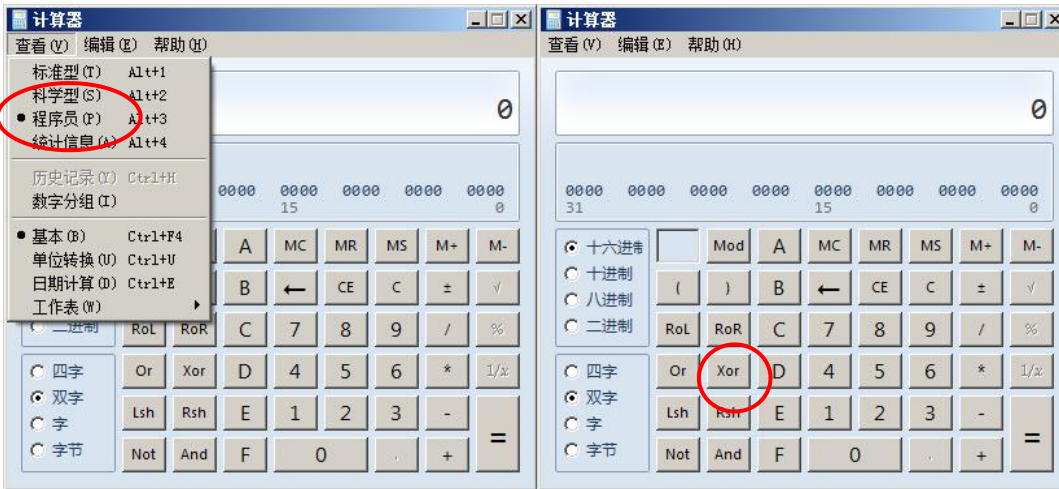 计算器
查看(V) 编辑(E) 帮助(H)
标准型(T) Alt+1
科学型(S) Alt+2
程序员(P) Alt+3
统计信息(A) Alt+4
历史记录(Y) Ctrl+H
数字分组(I)
基本(B) Ctrl+F4
单位转换(U) Ctrl+U
日期计算(D) Ctrl+E
工作表(W)
0
0000 0000 0000 0000 0000
15 0
A MC MR MS M+ M-
B ← CE C ± √
二进制 RoL RoR C 7 8 9 / %
四字 Or Xor D 4 5 6 * 1/x
双字
字 Lsh Rsh E 1 2 3 - =
字节 Not And F 0 . +
计算器
查看(V) 编辑(E) 帮助(H)
0
0000 0000 0000 0000 0000 0000 0000 0000
31 15 0
十六进制 Mod A MC MR MS M+ M-
十进制
八进制 ( ) B ← CE C ± √
二进制 RoL RoR C 7 8 9 / %
四字 Or Xor D 4 5 6 * 1/x
双字
字 Lsh Rsh E 1 2 3 - =
字节 Not And F 0 . +